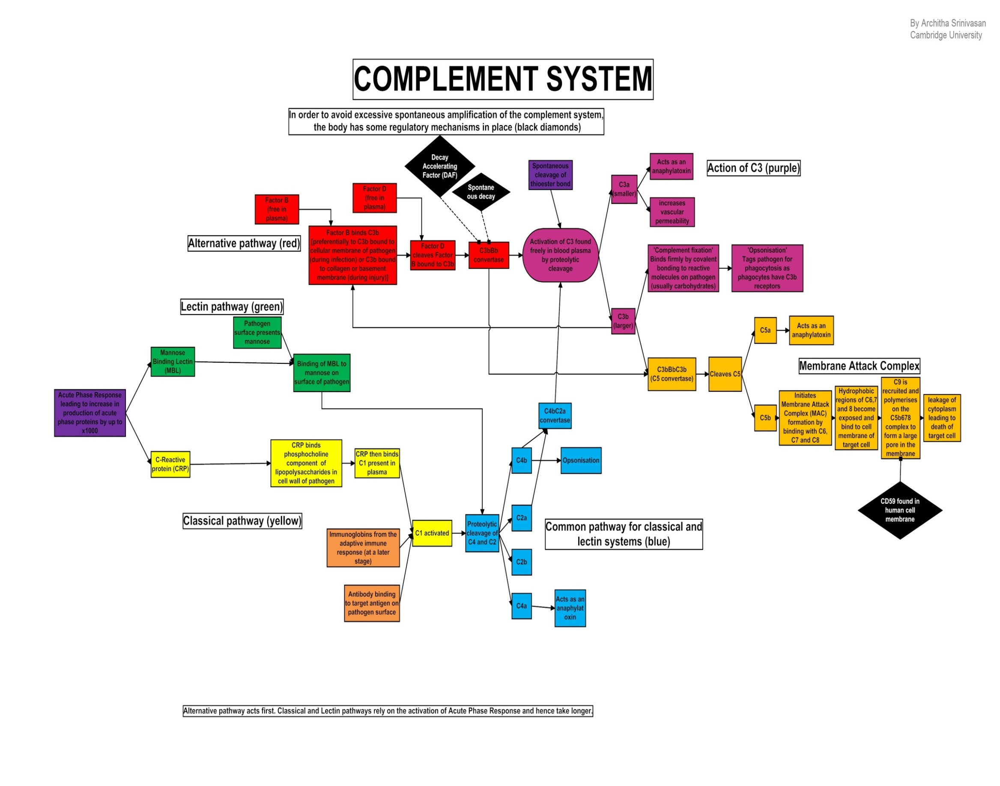 By Architha Srinivasan
Cambridge University
COMPLEMENT SYSTEM
In order to avoid excessive spontaneous amplification of the complement system,
the body has some regulatory mechanisms in place (black diamonds)
Decay
Accelerating
Factor (DAF)
Spontane
ous decay
Spontaneous
cleavage of
thioester bond
Acts as an
anaphylatoxin
Action of C3 (purple)
C3a
(smaller)
increases
vascular
permeability
Factor B
(free in
plasma)
Factor D
(free in
plasma)
Alternative pathway (red)
Factor B binds C3b
[preferentially to C3b bound to
cellular membrane of pathogen
(during infection) or C3b bound
to collagen or basement
membrane (during injury)]
Factor D
cleaves Factor
B bound to C3b
C3bBb
convertase
Activation of C3 found
freely in blood plasma
by proteolytic
cleavage
'Complement fixation'
Binds firmly by covalent
bonding to reactive
molecules on pathogen
(usually carbohydrates)
'Opsonisation'
Tags pathogen for
phagocytosis as
phagocytes have C3b
receptors
Lectin pathway (green)
Pathogen
surface presents
mannose
C3b
(larger)
C5a
Acts as an
anaphylatoxin
Mannose
Binding Lectin
(MBL)
Binding of MBL to
mannose on
surface of pathogen
C3bBbC3b
(C5 convertase)
Cleaves C5
Membrane Attack Complex
Acute Phase Response
leading to increase in
production of acute
phase proteins by up to
x1000
C4bC2a
convertase
C5b
Initiates
Membrane Attack
Complex (MAC)
formation by
binding with C6,
C7 and C8
Hydrophobic
regions of C6,7
and 8 become
exposed and
bind to cell
membrane of
target cell
C9 is
recruited and
polymerises
on the
C5b678
complex to
form a large
pore in the
membrane
leakage of
cytoplasm
leading to
death of
target cell
C-Reactive
protein (CRP)
CRP binds
phosphocholine
component of
lipopolysaccharides in
cell wall of pathogen
CRP then binds
C1 present in
plasma
C4b
Opsonisation
CD59 found in
human cell
membrane
Classical pathway (yellow)
Immunoglobins from the
adaptive immune
response (at a later
stage)
C1 activated
Proteolytic
cleavage of
C4 and C2
C2a
Common pathway for classical and
lectin systems (blue)
C2b
Antibody binding
to target antigen on
pathogen surface
C4a
Acts as an
anaphylat
oxin
Alternative pathway acts first. Classical and Lectin pathways rely on the activation of Acute Phase Response and hence take longer.